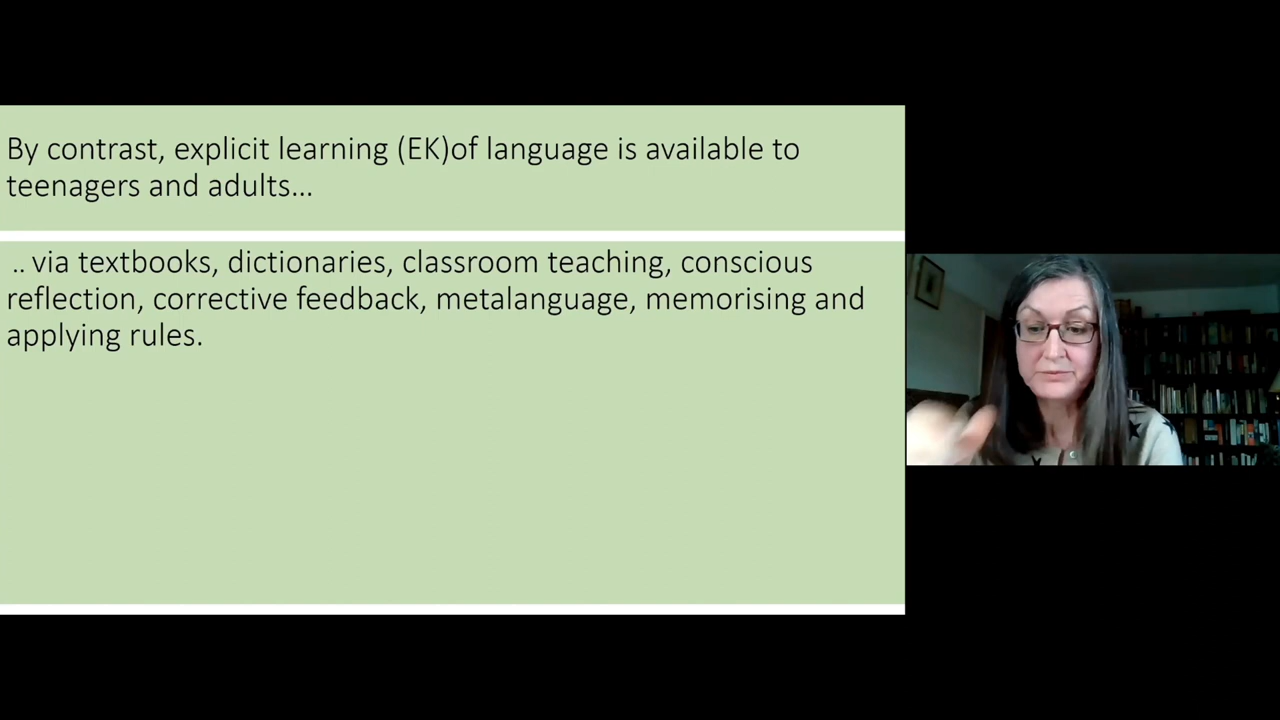 By contrast, explicit learning (EK)of language is available to
teenagers and adults...
.. via textbooks, dictionaries, classroom teaching, conscious
reflection, corrective feedback, metalanguage, memorising and
applying rules.